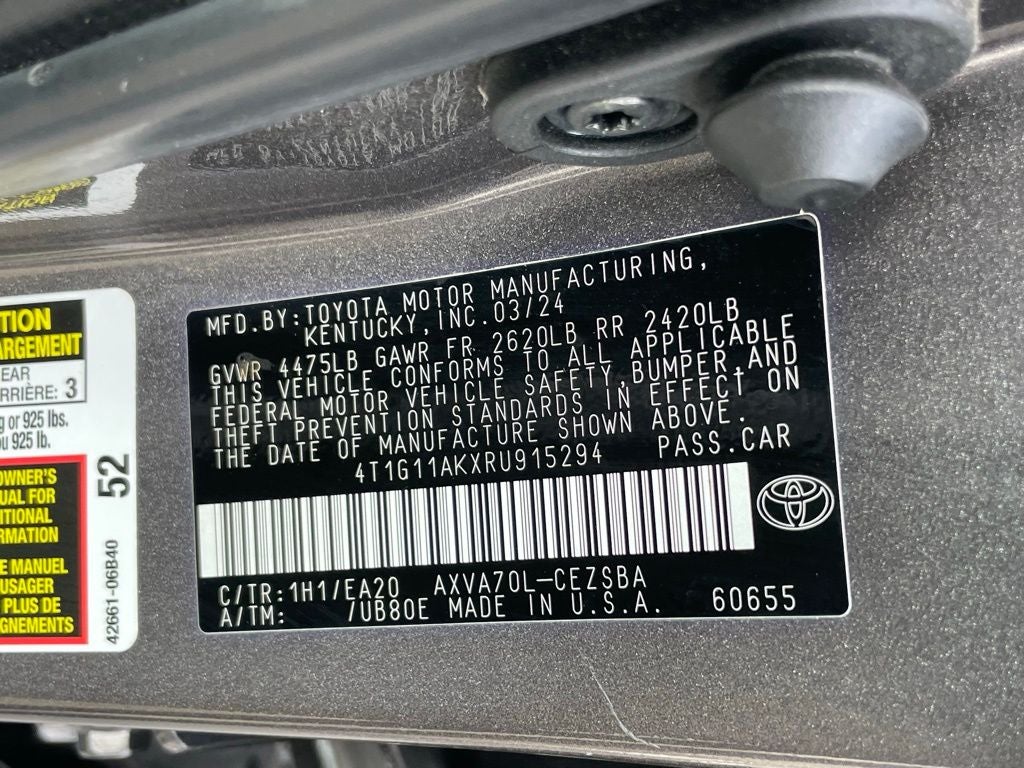 TION
ARGEMENT
EAR
RRIÈRE: 3
g or 925 lbs.
u 925 lb.
52
OWNER'S
UAL FOR
ITIONAL
RMATION
E MANUEL
USAGER
PLUS DE
GNEMENTS
42661-06B40
MFD.BY:TOYOTA MOTOR MANUFACTURING,
KENTUCKY,INC.03/24
GVWR 4475LB GAWR FR 2620LB RR 2420LB
THIS VEHICLE CONFORMS TO ALL APPLICABLE
FEDERAL MOTOR VEHICLE SAFETY,BUMPER,AND
THEFT PREVENTION STANDARDS IN EFFECT ON
THE DATE OF MANUFACTURE SHOWN ABOVE.
4T1G11AKXRU915294 PASS.CAR
C/TR:1H1/EA20 AXVA70L-CEZSBA
A/TM: /UB80E MADE IN U.S.A. 60655